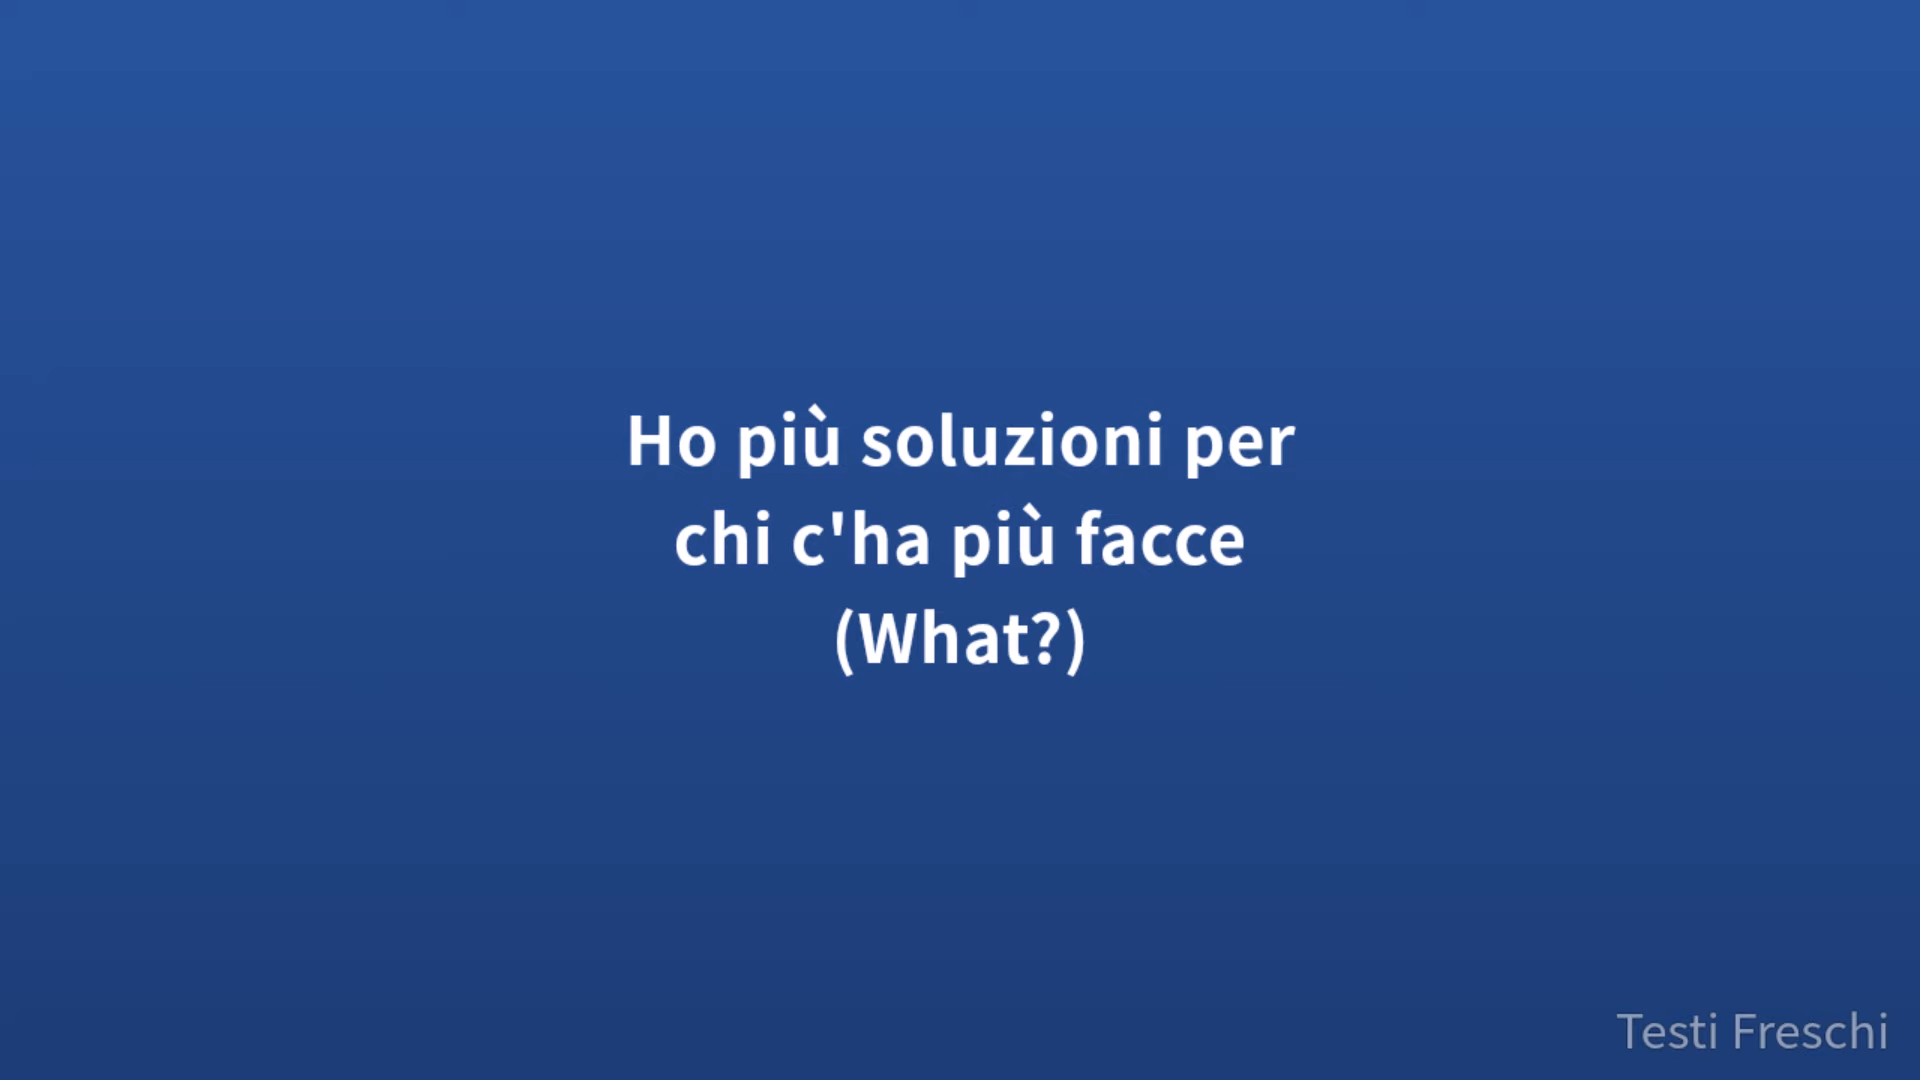 Ho più soluzioni per
chi c'ha più facce
(What?)
Testi Freschi